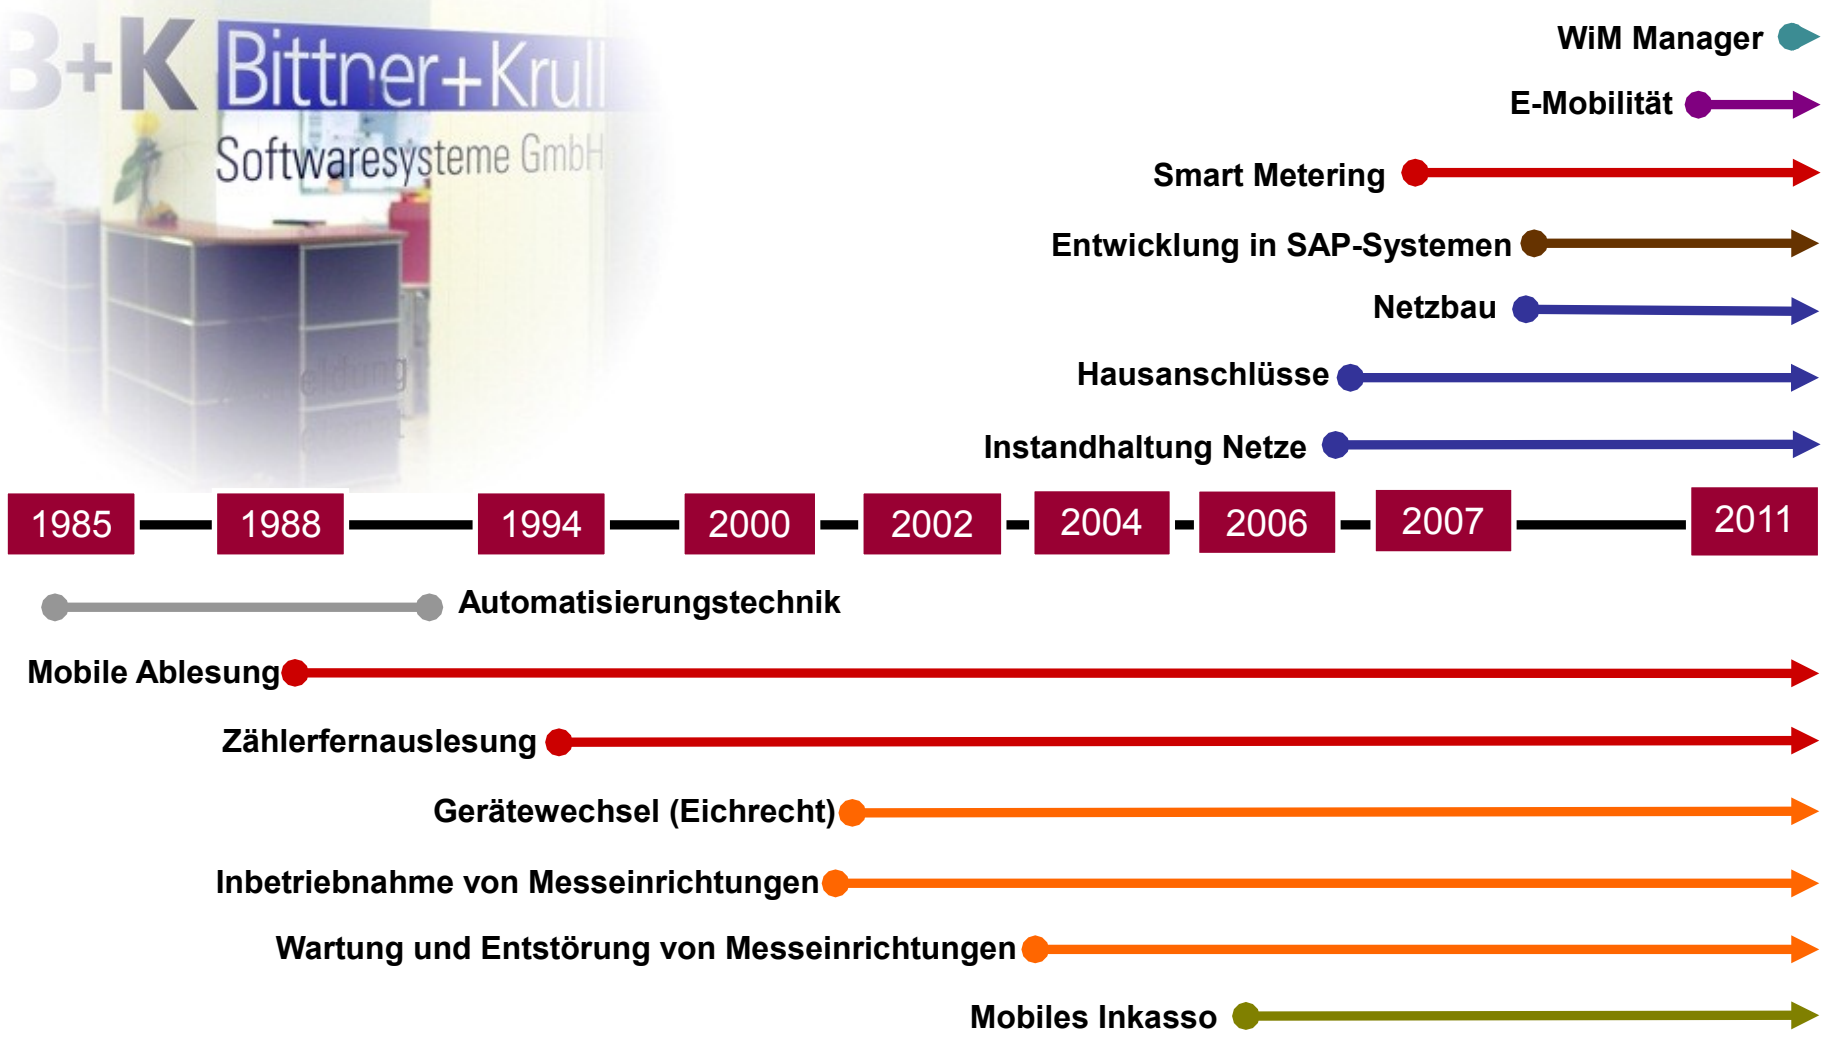 B+K Bittner+Krull
Softwaresysteme GmbH
Anmeldung
WiM Manager
E-Mobilität
Smart Metering
Entwicklung in SAP-Systemen
Netzbau
Hausanschlüsse
Instandhaltung Netze
1985 1988 1994 2000 2002 2004 2006 2007 2011
Automatisierungstechnik
Mobile Ablesung
Zählerfernauslesung
Gerätewechsel (Eichrecht)
Inbetriebnahme von Messeinrichtungen
Wartung und Entstörung von Messeinrichtungen
Mobiles Inkasso